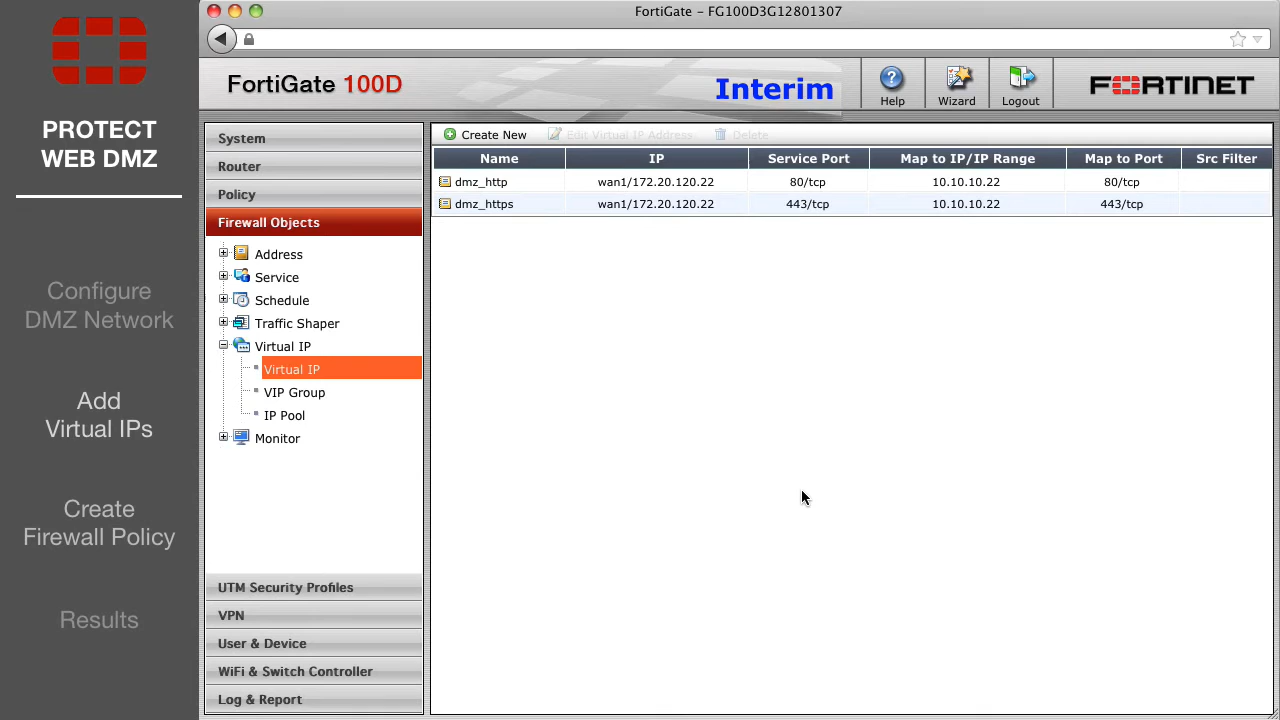 PROTECT
WEB DMZ
Configure
DMZ Network
Add
Virtual IPs
Create
Firewall Policy
Results
FortiGate - FG100D3G12801307
FortiGate 100D
Interim
Help
Wizard
Logout
FORTINET
System
Router
Policy
Firewall Objects
Address
Service
Schedule
Traffic Shaper
Virtual IP
Virtual IP
VIP Group
IP Pool
Monitor
UTM Security Profiles
VPN
User & Device
WiFi & Switch Controller
Log & Report
Create New Edit Virtual IP Address Delete
Name IP Service Port Map to IP/IP Range Map to Port Src Filter
dmz_http wan1/172.20.120.22 80/tcp 10.10.10.22 80/tcp
dmz_https wan1/172.20.120.22 443/tcp 10.10.10.22 443/tcp